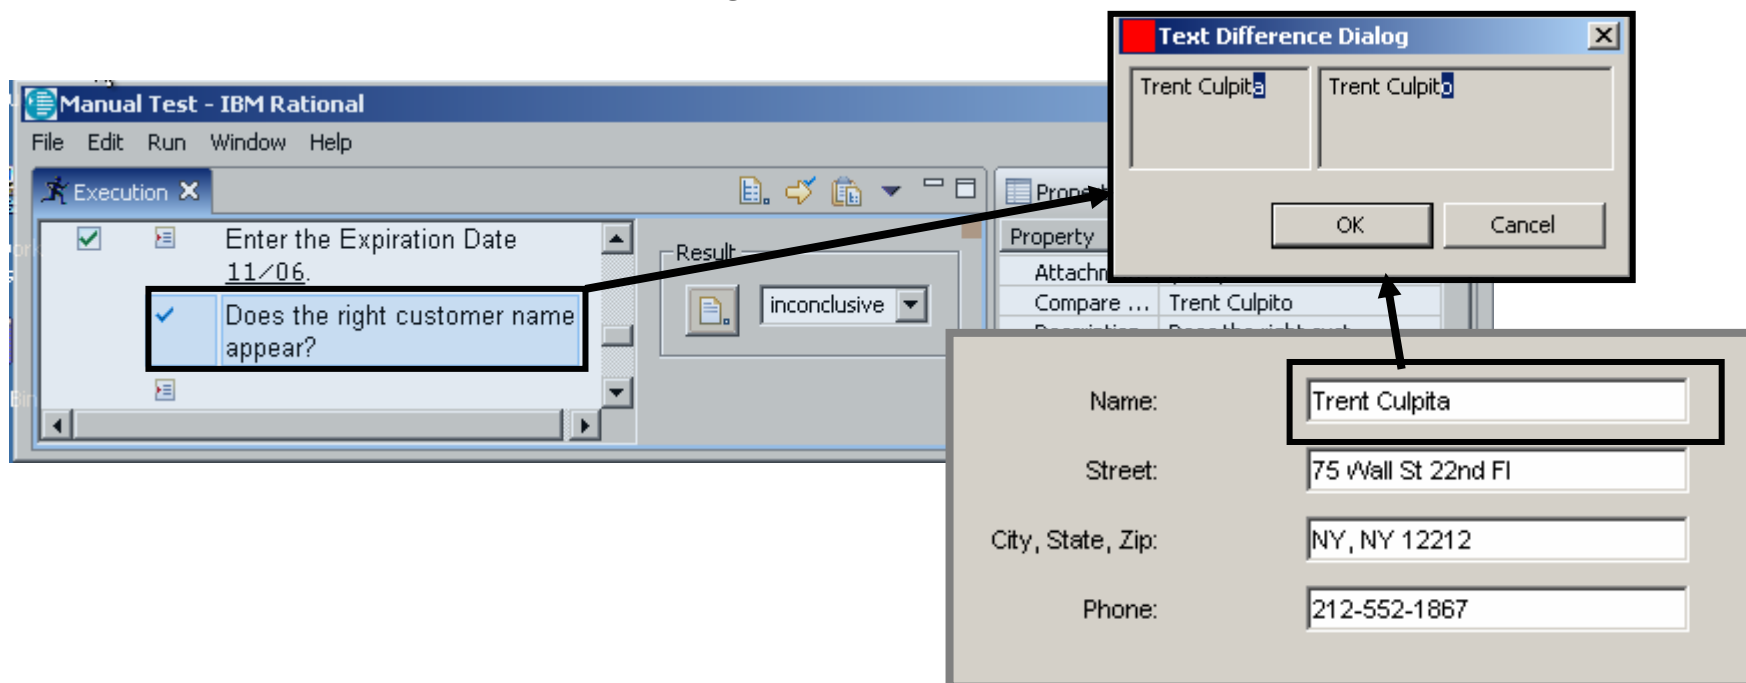 Text Difference Dialog
Trent Culpita
Trent Culpito
OK
Cancel
Manual Test - IBM Rational
File Edit Run Window Help
Execution
Enter the Expiration Date
11/06.
Does the right customer name
appear?
Result
inconclusive
Property
Compare ... Trent Culpito
Name: Trent Culpita
Street: 75 Wall St 22nd Fl
City, State, Zip: NY, NY 12212
Phone: 212-552-1867